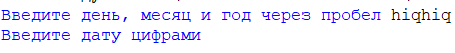 Введите день, месяц и год через пробел hiqhiq
Введите дату цифрами